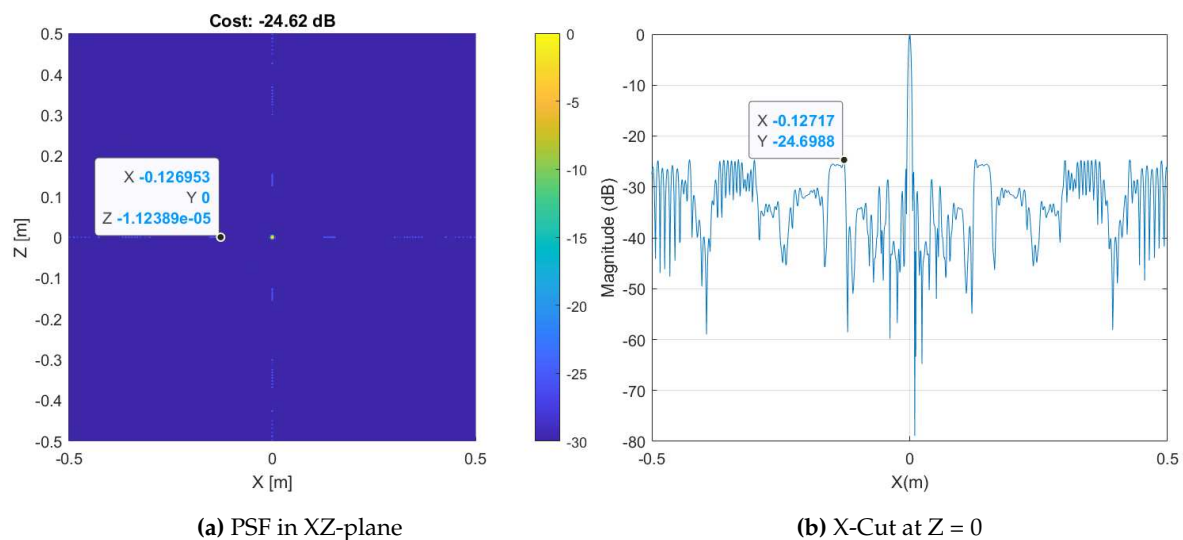 Cost: -24.62 dB
0.5
0.4
0.3
0.2
0.1
0
-0.1
-0.2
-0.3
-0.4
-0.5
Z [m]
-0.5
0
0.5
X [m]
X -0.126953
Y 0
Z -1.12389e-05
0
-5
-10
-15
-20
-25
-30
(a) PSF in XZ-plane
0
-10
-20
-30
-40
-50
-60
-70
-80
Magnitude (dB)
X -0.12717
Y -24.6988
-0.5
0
0.5
X(m)
(b) X-Cut at Z = 0